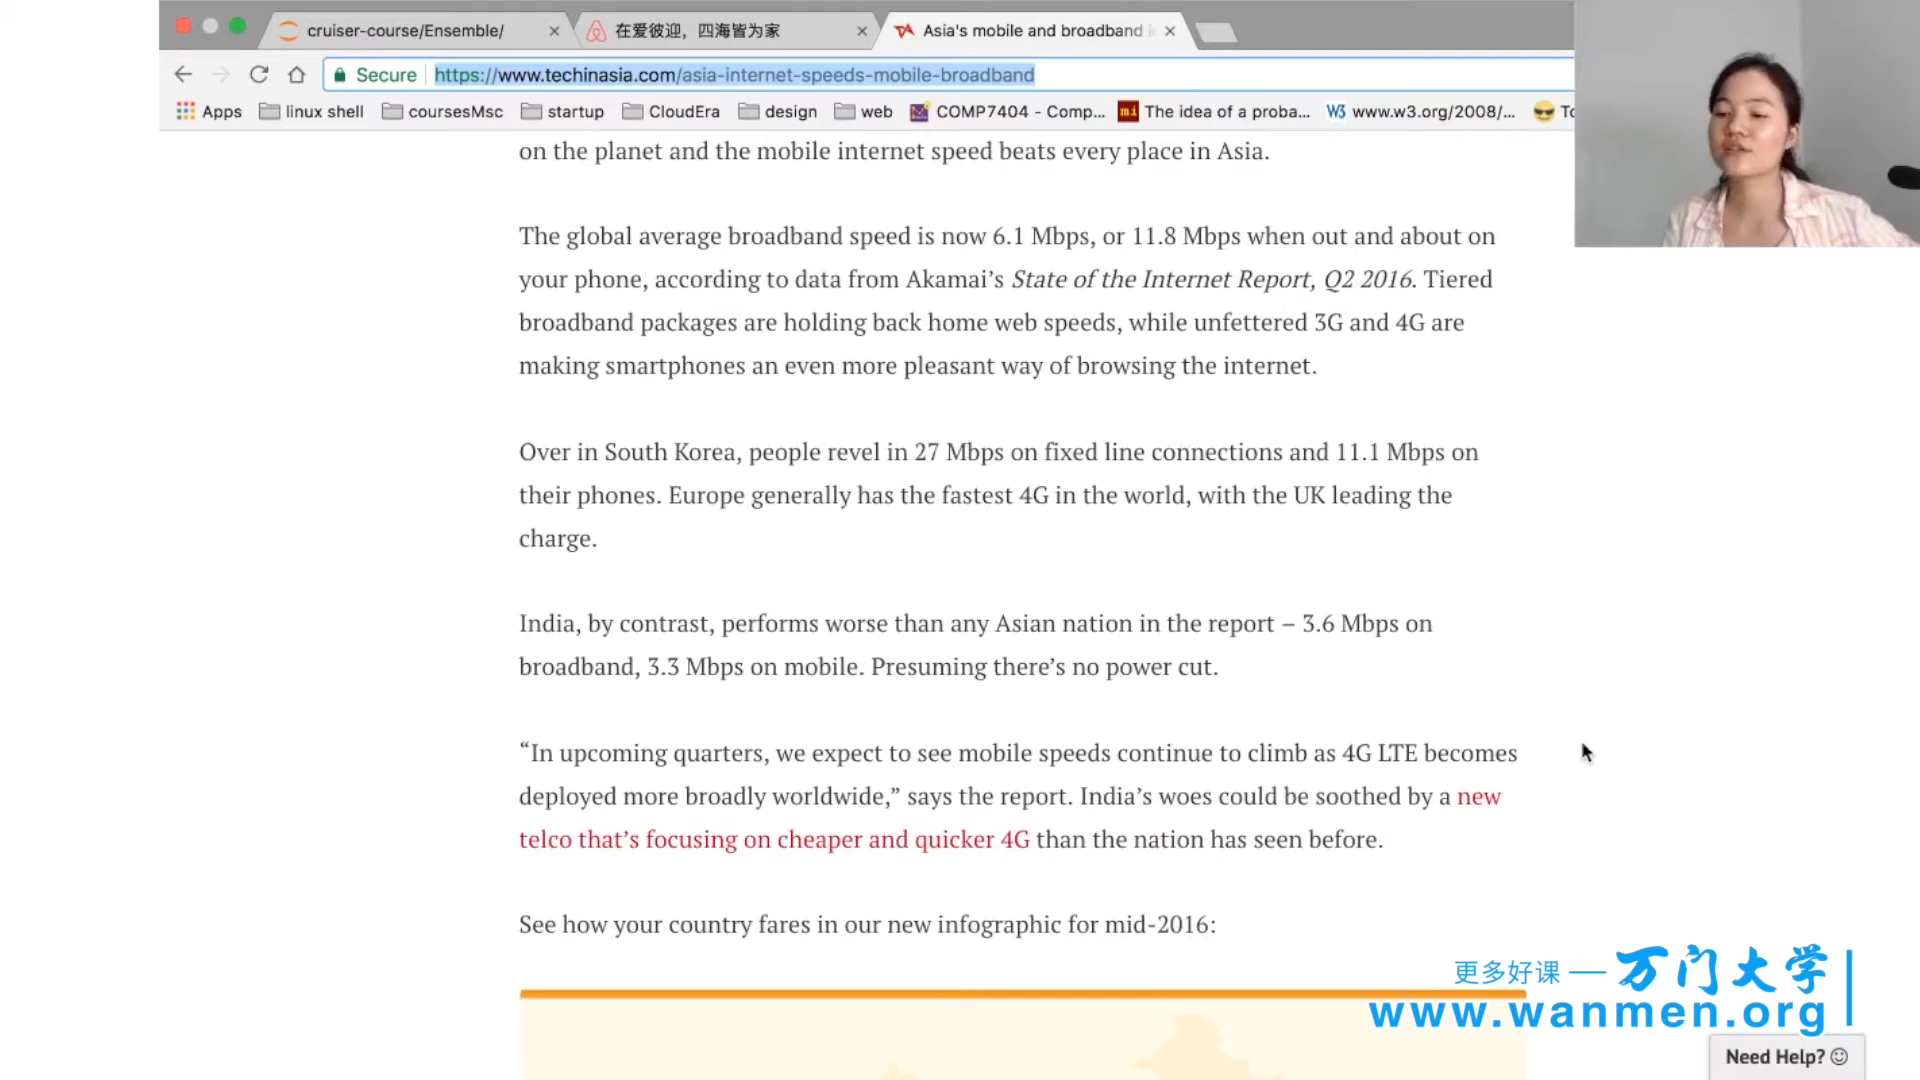 cruiser-course/Ensemble/
在爱彼迎，四海皆为家
Asia's mobile and broadband
Secure
https://www.techinasia.com/asia-internet-speeds-mobile-broadband
Apps
linux shell
coursesMsc
startup
CloudEra
design
web
COMP7404 - Comp...
mi
The idea of a proba...
W3
www.w3.org/2008/...
on the planet and the mobile internet speed beats every place in Asia.
The global average broadband speed is now 6.1 Mbps, or 11.8 Mbps when out and about on
your phone, according to data from Akamai’s State of the Internet Report, Q2 2016. Tiered
broadband packages are holding back home web speeds, while unfettered 3G and 4G are
making smartphones an even more pleasant way of browsing the internet.
Over in South Korea, people revel in 27 Mbps on fixed line connections and 11.1 Mbps on
their phones. Europe generally has the fastest 4G in the world, with the UK leading the
charge.
India, by contrast, performs worse than any Asian nation in the report – 3.6 Mbps on
broadband, 3.3 Mbps on mobile. Presuming there’s no power cut.
“In upcoming quarters, we expect to see mobile speeds continue to climb as 4G LTE becomes
deployed more broadly worldwide,” says the report. India’s woes could be soothed by a new
telco that’s focusing on cheaper and quicker 4G than the nation has seen before.
See how your country fares in our new infographic for mid-2016:
更多好课 — 万门大学
www.wanmen.org
Need Help?